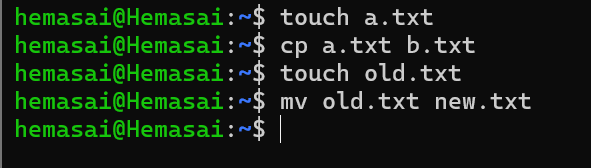 hemasai@Hemasai:~$ touch a.txt
hemasai@Hemasai:~$ cp a.txt b.txt
hemasai@Hemasai:~$ touch old.txt
hemasai@Hemasai:~$ mv old.txt new.txt
hemasai@Hemasai:~$